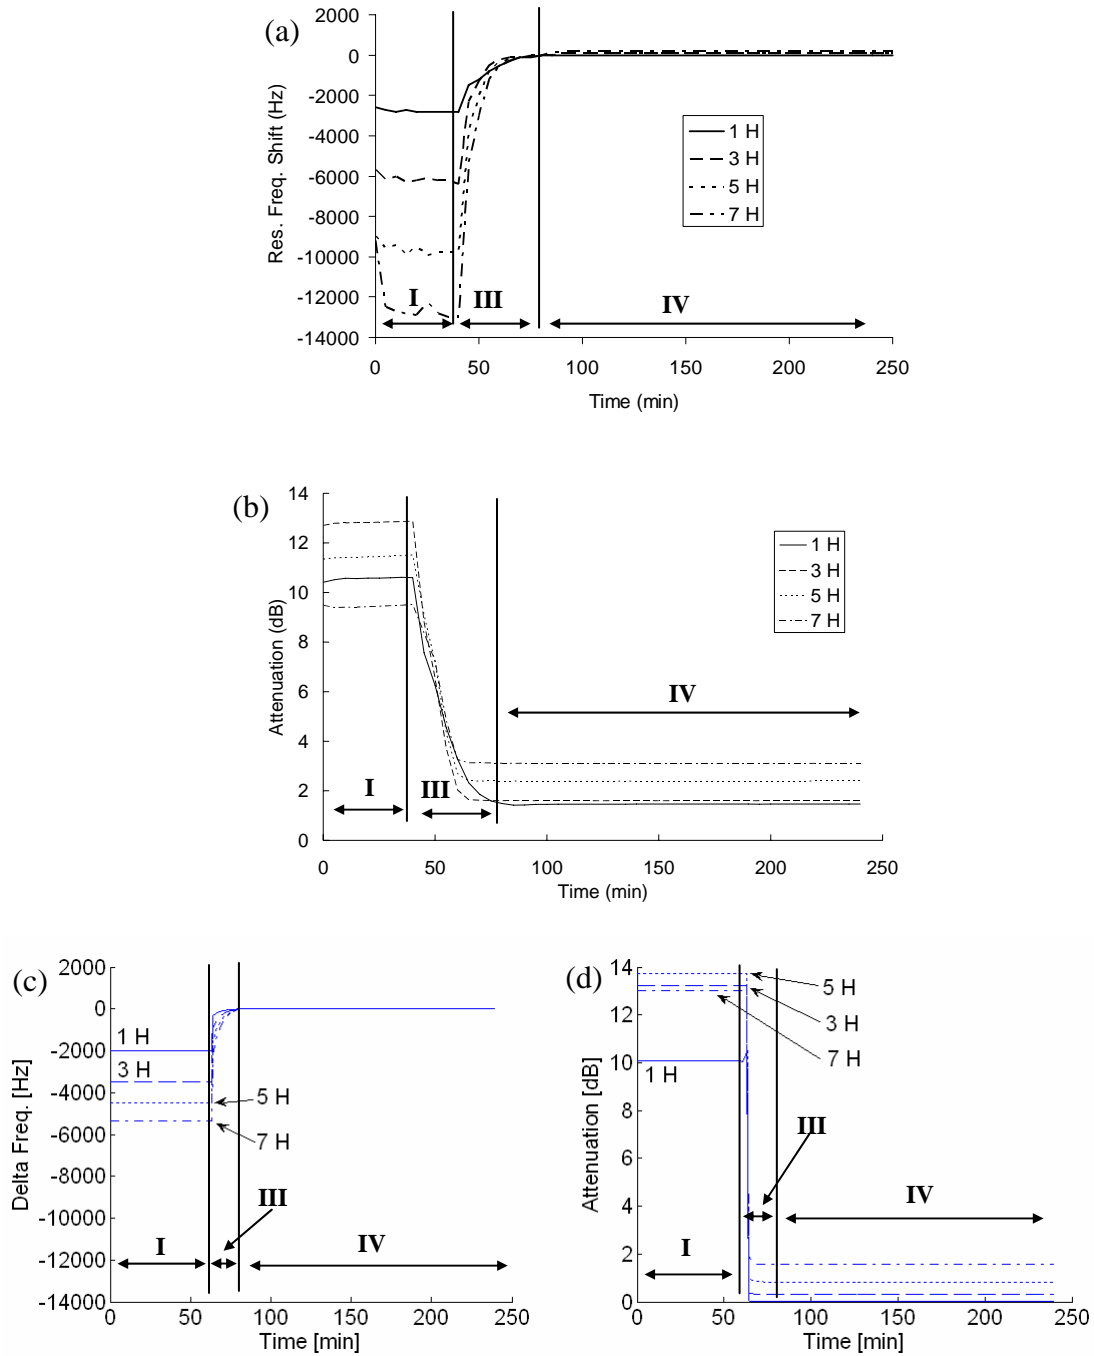 (a)
Res. Freq. Shift (Hz)
2000
0
-2000
-4000
-6000
-8000
-10000
-12000
-14000
1 H
3 H
5 H
7 H
I
III
IV
0 50 100 150 200 250
Time (min)
(b)
Attenuation (dB)
14
12
10
8
6
4
2
0
1 H
3 H
5 H
7 H
IV
I
III
0 50 100 150 200 250
Time (min)
(c)
Delta Freq. [Hz]
2000
0
-2000
-4000
-6000
-8000
-10000
-12000
-14000
1 H
3 H
5 H
7 H
III
I
IV
0 50 100 150 200 250
Time [min]
(d)
Attenuation [dB]
14
12
10
8
6
4
2
0
5 H
3 H
7 H
1 H
III
IV
I
0 50 100 150 200 250
Time [min]